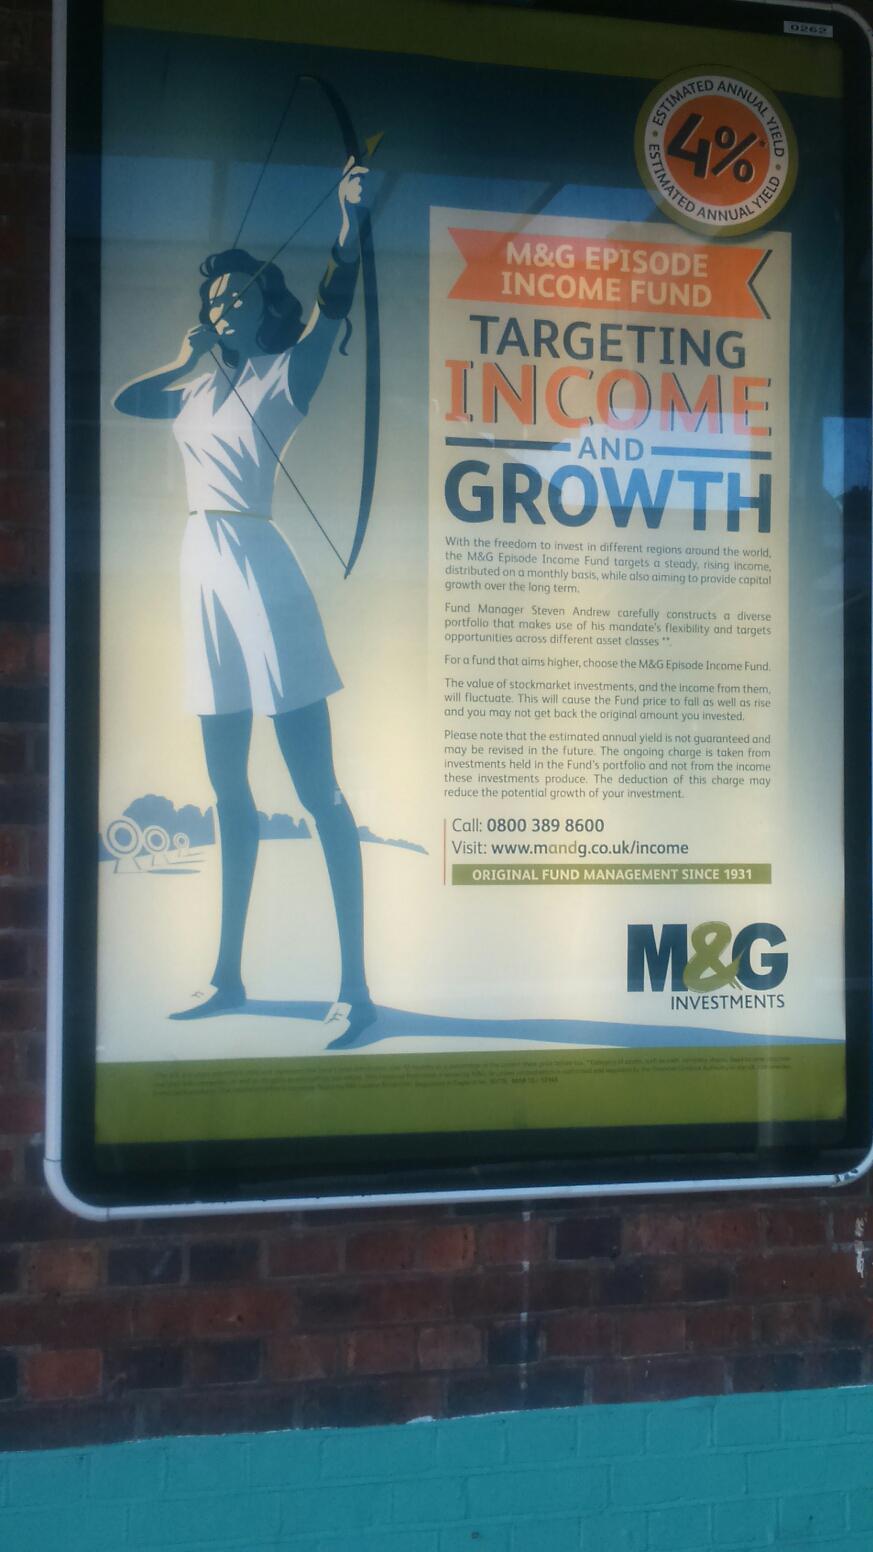 0262
ESTIMATED ANNUAL YIELD
4%*
ESTIMATED ANNUAL YIELD
M&G EPISODE
INCOME FUND
TARGETING
INCOME
AND
GROWTH
With the freedom to invest in different regions around the world,
the M&G Episode Income Fund targets a steady, rising income,
distributed on a monthly basis, while also aiming to provide capital
growth over the long term.
Fund Manager Steven Andrew carefully constructs a diverse
portfolio that makes use of his mandate's flexibility and targets
opportunities across different asset classes **.
For a fund that aims higher, choose the M&G Episode Income Fund.
The value of stockmarket investments, and the income from them,
will fluctuate. This will cause the Fund price to fall as well as rise
and you may not get back the original amount you invested.
Please note that the estimated annual yield is not guaranteed and
may be revised in the future. The ongoing charge is taken from
investments held in the Fund's portfolio and not from the income
these investments produce. The deduction of this charge may
reduce the potential growth of your investment.
Call: 0800 389 8600
Visit: www.mandg.co.uk/income
ORIGINAL FUND MANAGEMENT SINCE 1931
M&G
INVESTMENTS